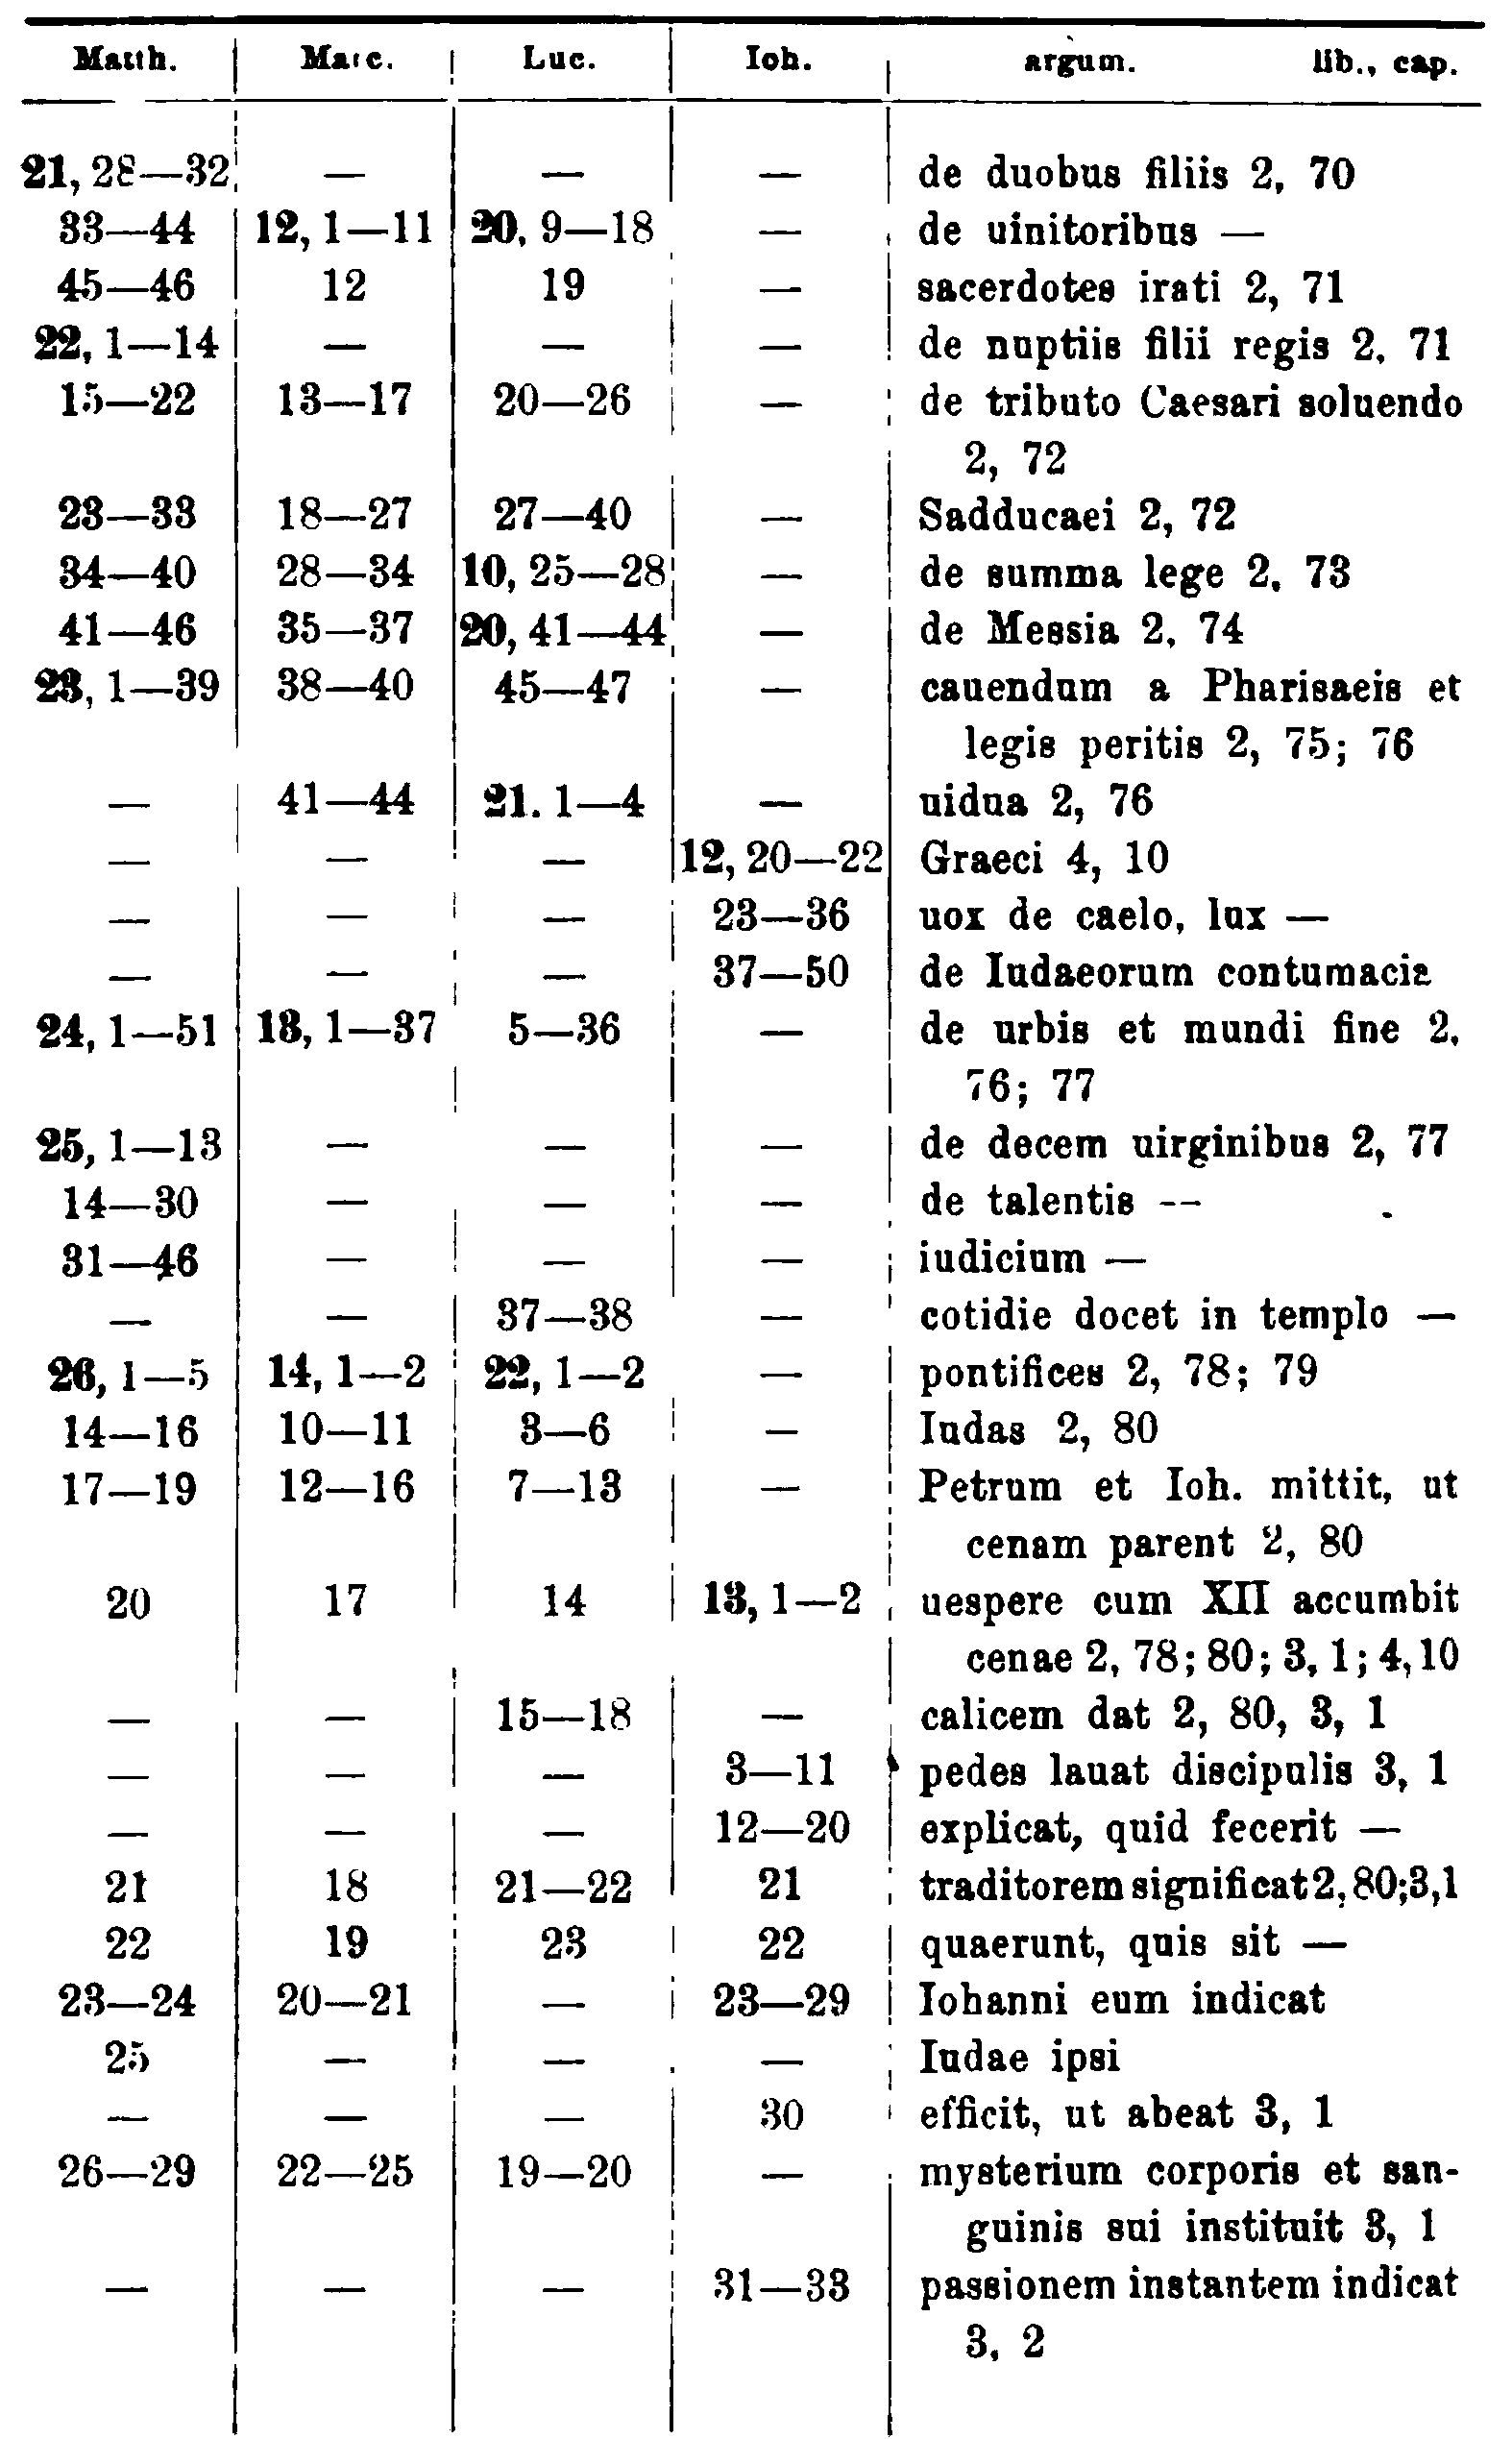 Matth. Marc. Luc. Ioh. argum. lib., cap.
21, 28—32 — — — de duobus filiis 2, 70
33—44 12, 1—11 20, 9—18 — de uinitoribus —
45—46 12 19 — sacerdotes irati 2, 71
22, 1—14 — — — de nuptiis filii regis 2, 71
15—22 13—17 20—26 — de tributo Caesari soluendo
2, 72
23—33 18—27 27—40 — Sadducaei 2, 72
34—40 28—34 10, 25—28 — de summa lege 2, 73
41—46 35—37 20, 41—44 — de Messia 2, 74
23, 1—39 38—40 45—47 — cauendum a Pharisaeis et
legis peritis 2, 75; 76
— 41—44 21. 1—4 — uidua 2, 76
— — — 12, 20—22 Graeci 4, 10
— — — 23—36 uox de caelo, lux —
— — — 37—50 de Iudaeorum contumacia
24, 1—51 13, 1—37 5—36 — de urbis et mundi fine 2,
76; 77
25, 1—13 — — — de decem uirginibus 2, 77
14—30 — — — de talentis —
31—46 — — — iudicium —
— — 37—38 — cotidie docet in templo —
26, 1—5 14, 1—2 22, 1—2 — pontifices 2, 78; 79
14—16 10—11 3—6 — Iudas 2, 80
17—19 12—16 7—13 — Petrum et Ioh. mittit, ut
cenam parent 2, 80
20 17 14 13, 1—2 uespere cum XII accumbit
cenae 2, 78; 80; 3, 1; 4, 10
— — 15—18 — calicem dat 2, 80, 3, 1
— — — 3—11 pedes lauat discipulis 3, 1
— — — 12—20 explicat, quid fecerit —
21 18 21—22 21 traditorem significat 2, 80; 3, 1
22 19 23 22 quaerunt, quis sit —
23—24 20—21 — 23—29 Iohanni eum indicat
25 — — — Iudae ipsi
— — — 30 efficit, ut abeat 3, 1
26—29 22—25 19—20 — mysterium corporis et san-
guinis sui instituit 3, 1
— — — 31—33 passionem instantem indicat
3, 2